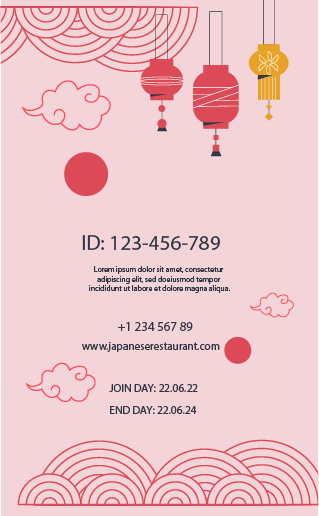 ID: 123-456-789
Lorem ipsum dolor sit amet, consectetur
adipiscing elit, sed doeiusmod tempor
incididunt ut labore et dolore magna aliqua.
+1 234 567 89
www.japaneserestaurant.com
JOIN DAY: 22.06.22
END DAY: 22.06.24